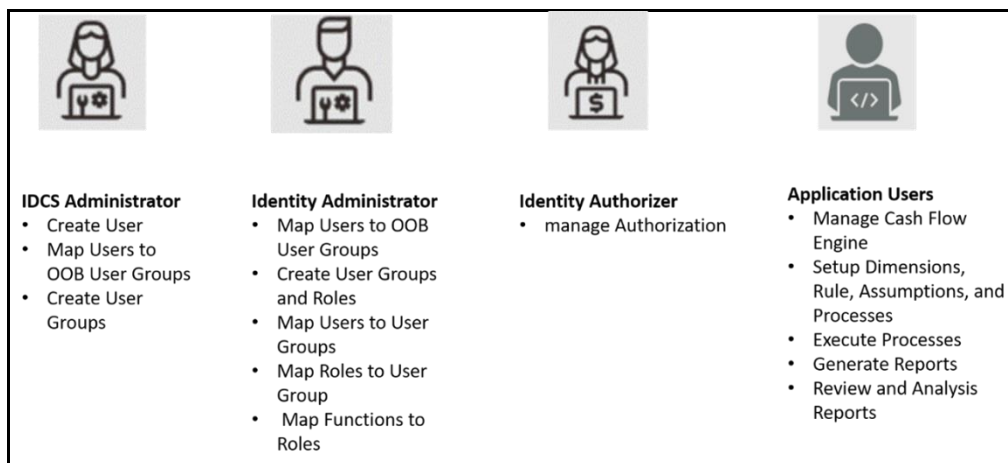 $
</>
IDCS Administrator
• Create User
• Map Users to
OOB User Groups
• Create User
Groups
Identity Administrator
• Map Users to OOB
User Groups
• Create User Groups
and Roles
• Map Users to User
Groups
• Map Roles to User
Group
• Map Functions to
Roles
Identity Authorizer
• manage Authorization
Application Users
• Manage Cash Flow
Engine
• Setup Dimensions,
Rule, Assumptions, and
Processes
• Execute Processes
• Generate Reports
• Review and Analysis
Reports